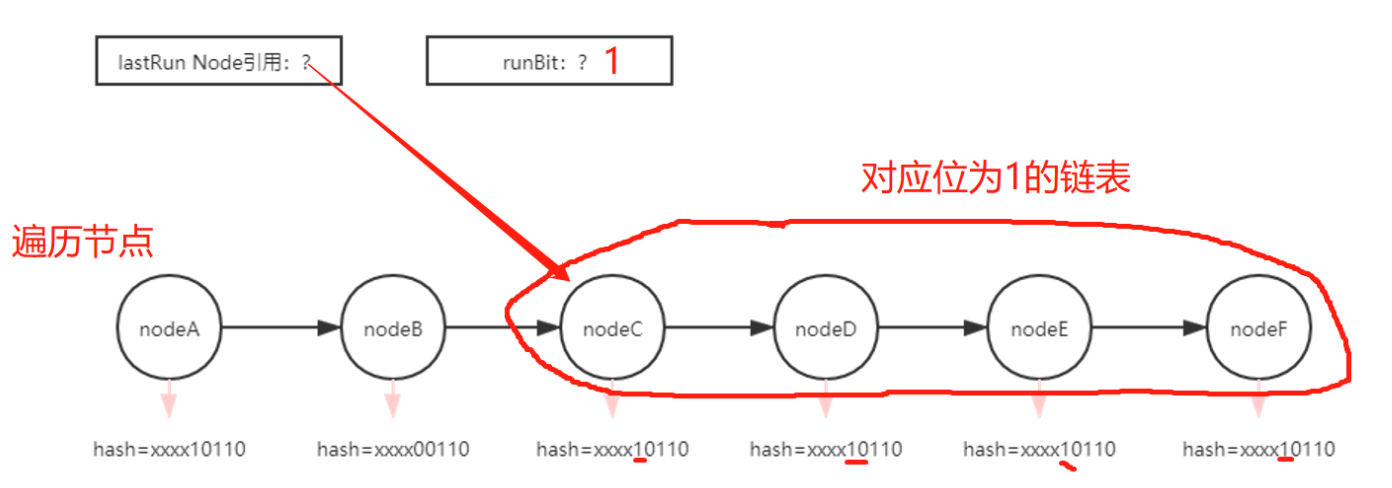 lastRun Node引用：?
runBit：? 1
对应位为1的链表
遍历节点
nodeA
nodeB
nodeC
nodeD
nodeE
nodeF
hash=xxxx10110
hash=xxxx00110
hash=xxxx10110
hash=xxxx10110
hash=xxxx10110
hash=xxxx10110